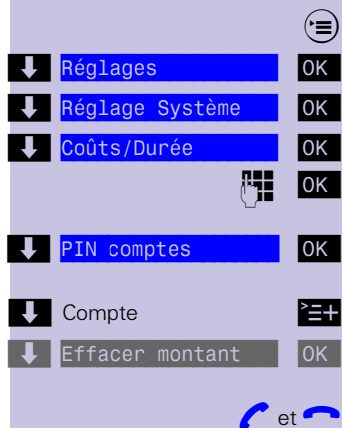 Réglages OK
Réglage Système OK
Coûts/Durée OK
OK
PIN comptes OK
Compte
Effacer montant OK
et